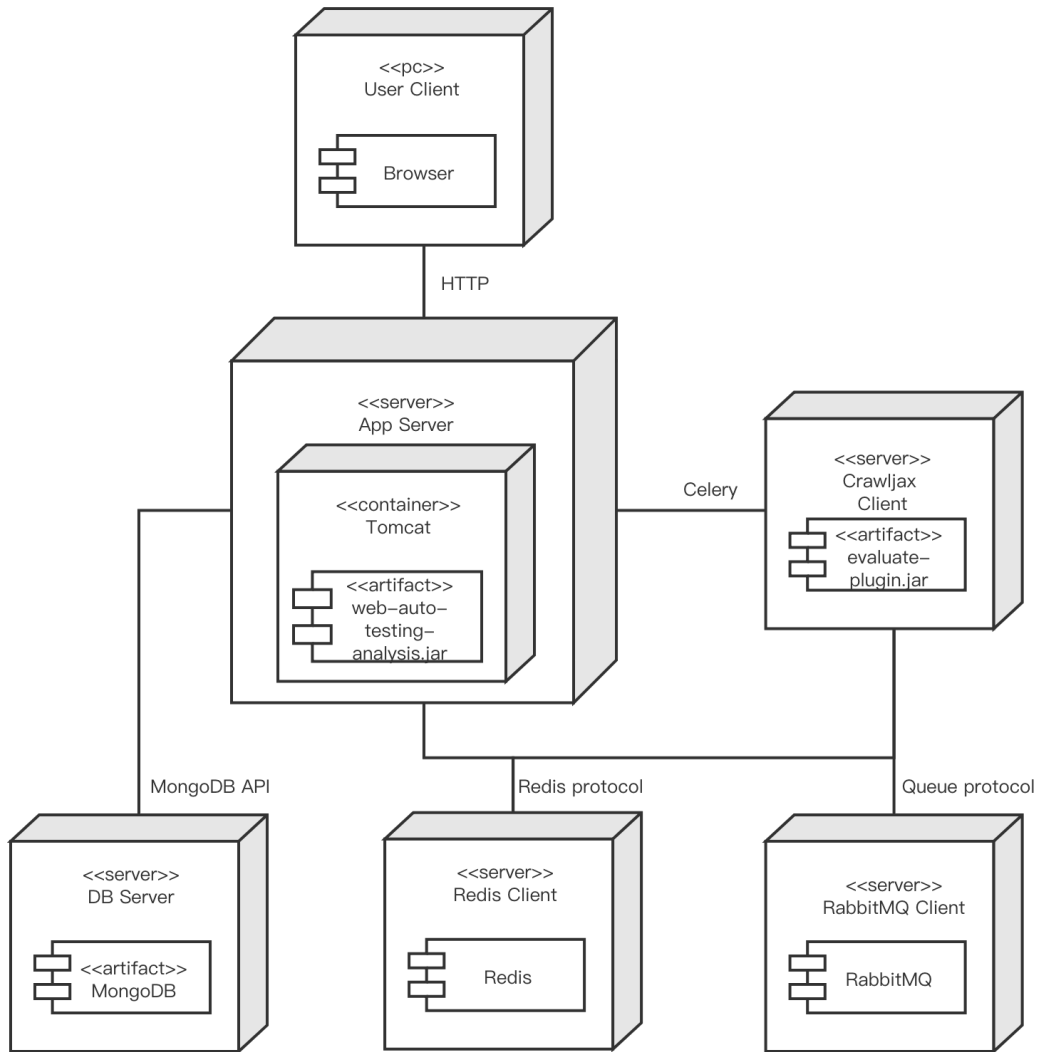 <<pc>>
User Client
Browser
HTTP
<<server>>
App Server
<<container>>
Tomcat
<<artifact>>
web-auto-
testing-
analysis.jar
Celery
<<server>>
Crawljax
Client
<<artifact>>
evaluate-
plugin.jar
MongoDB API
Redis protocol
Queue protocol
<<server>>
DB Server
<<artifact>>
MongoDB
<<server>>
Redis Client
Redis
<<server>>
RabbitMQ Client
RabbitMQ